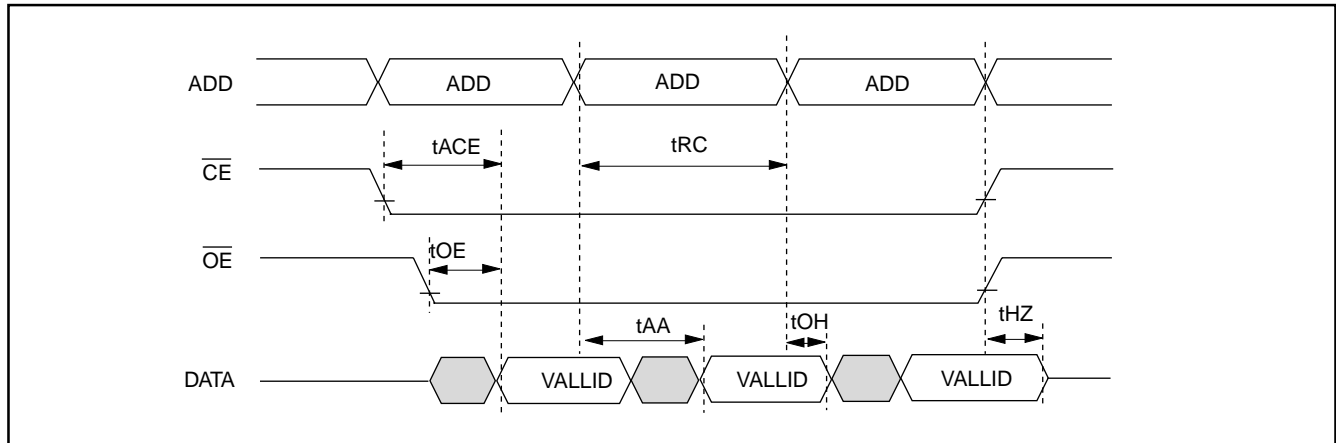 ADD ADD ADD ADD
tACE tRC
CE
tOE
OE
tAA tOH tHZ
DATA VALLID VALLID VALLID